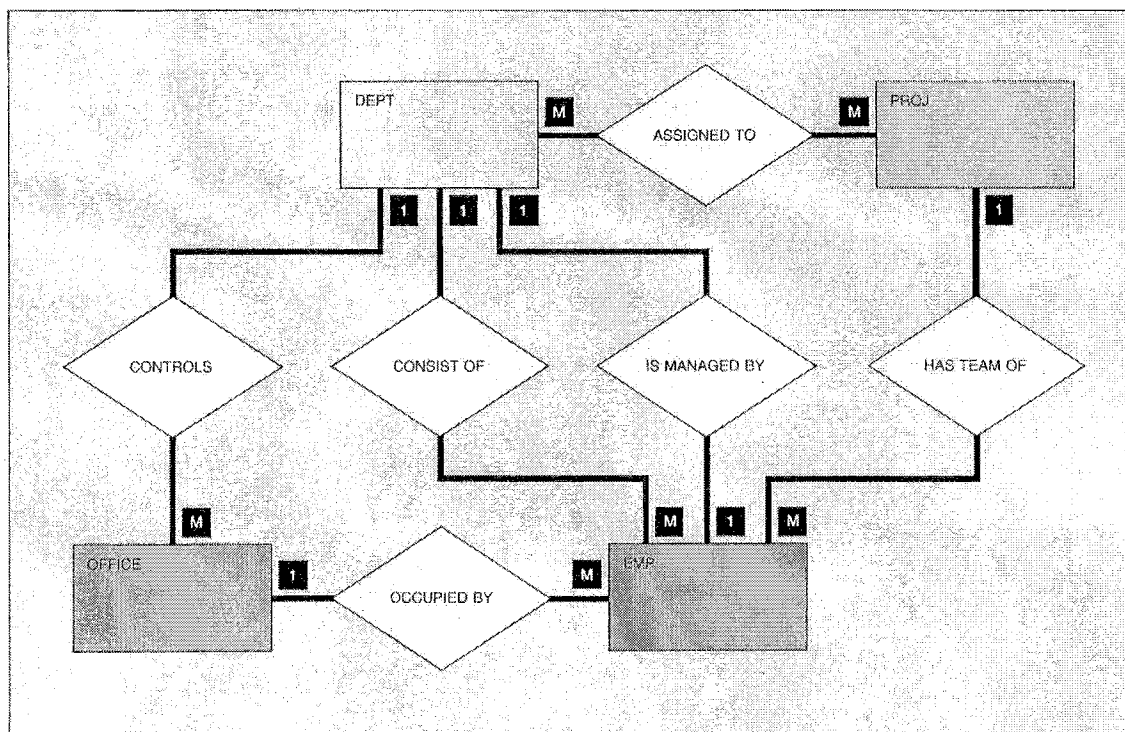 DEPT
M
ASSIGNED TO
M
PROJ
1
1
1
1
CONTROLS
CONSIST OF
IS MANAGED BY
HAS TEAM OF
M
M
1
M
OFFICE
1
OCCUPIED BY
M
EMP